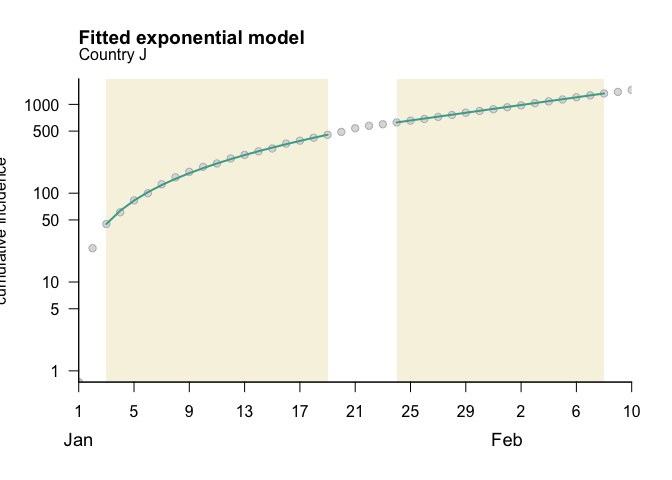 Fitted exponential model
Country J
cumulative incidence
1000
500
100
50
10
5
1
1 5 9 13 17 21 25 29 2 6 10
Jan Feb